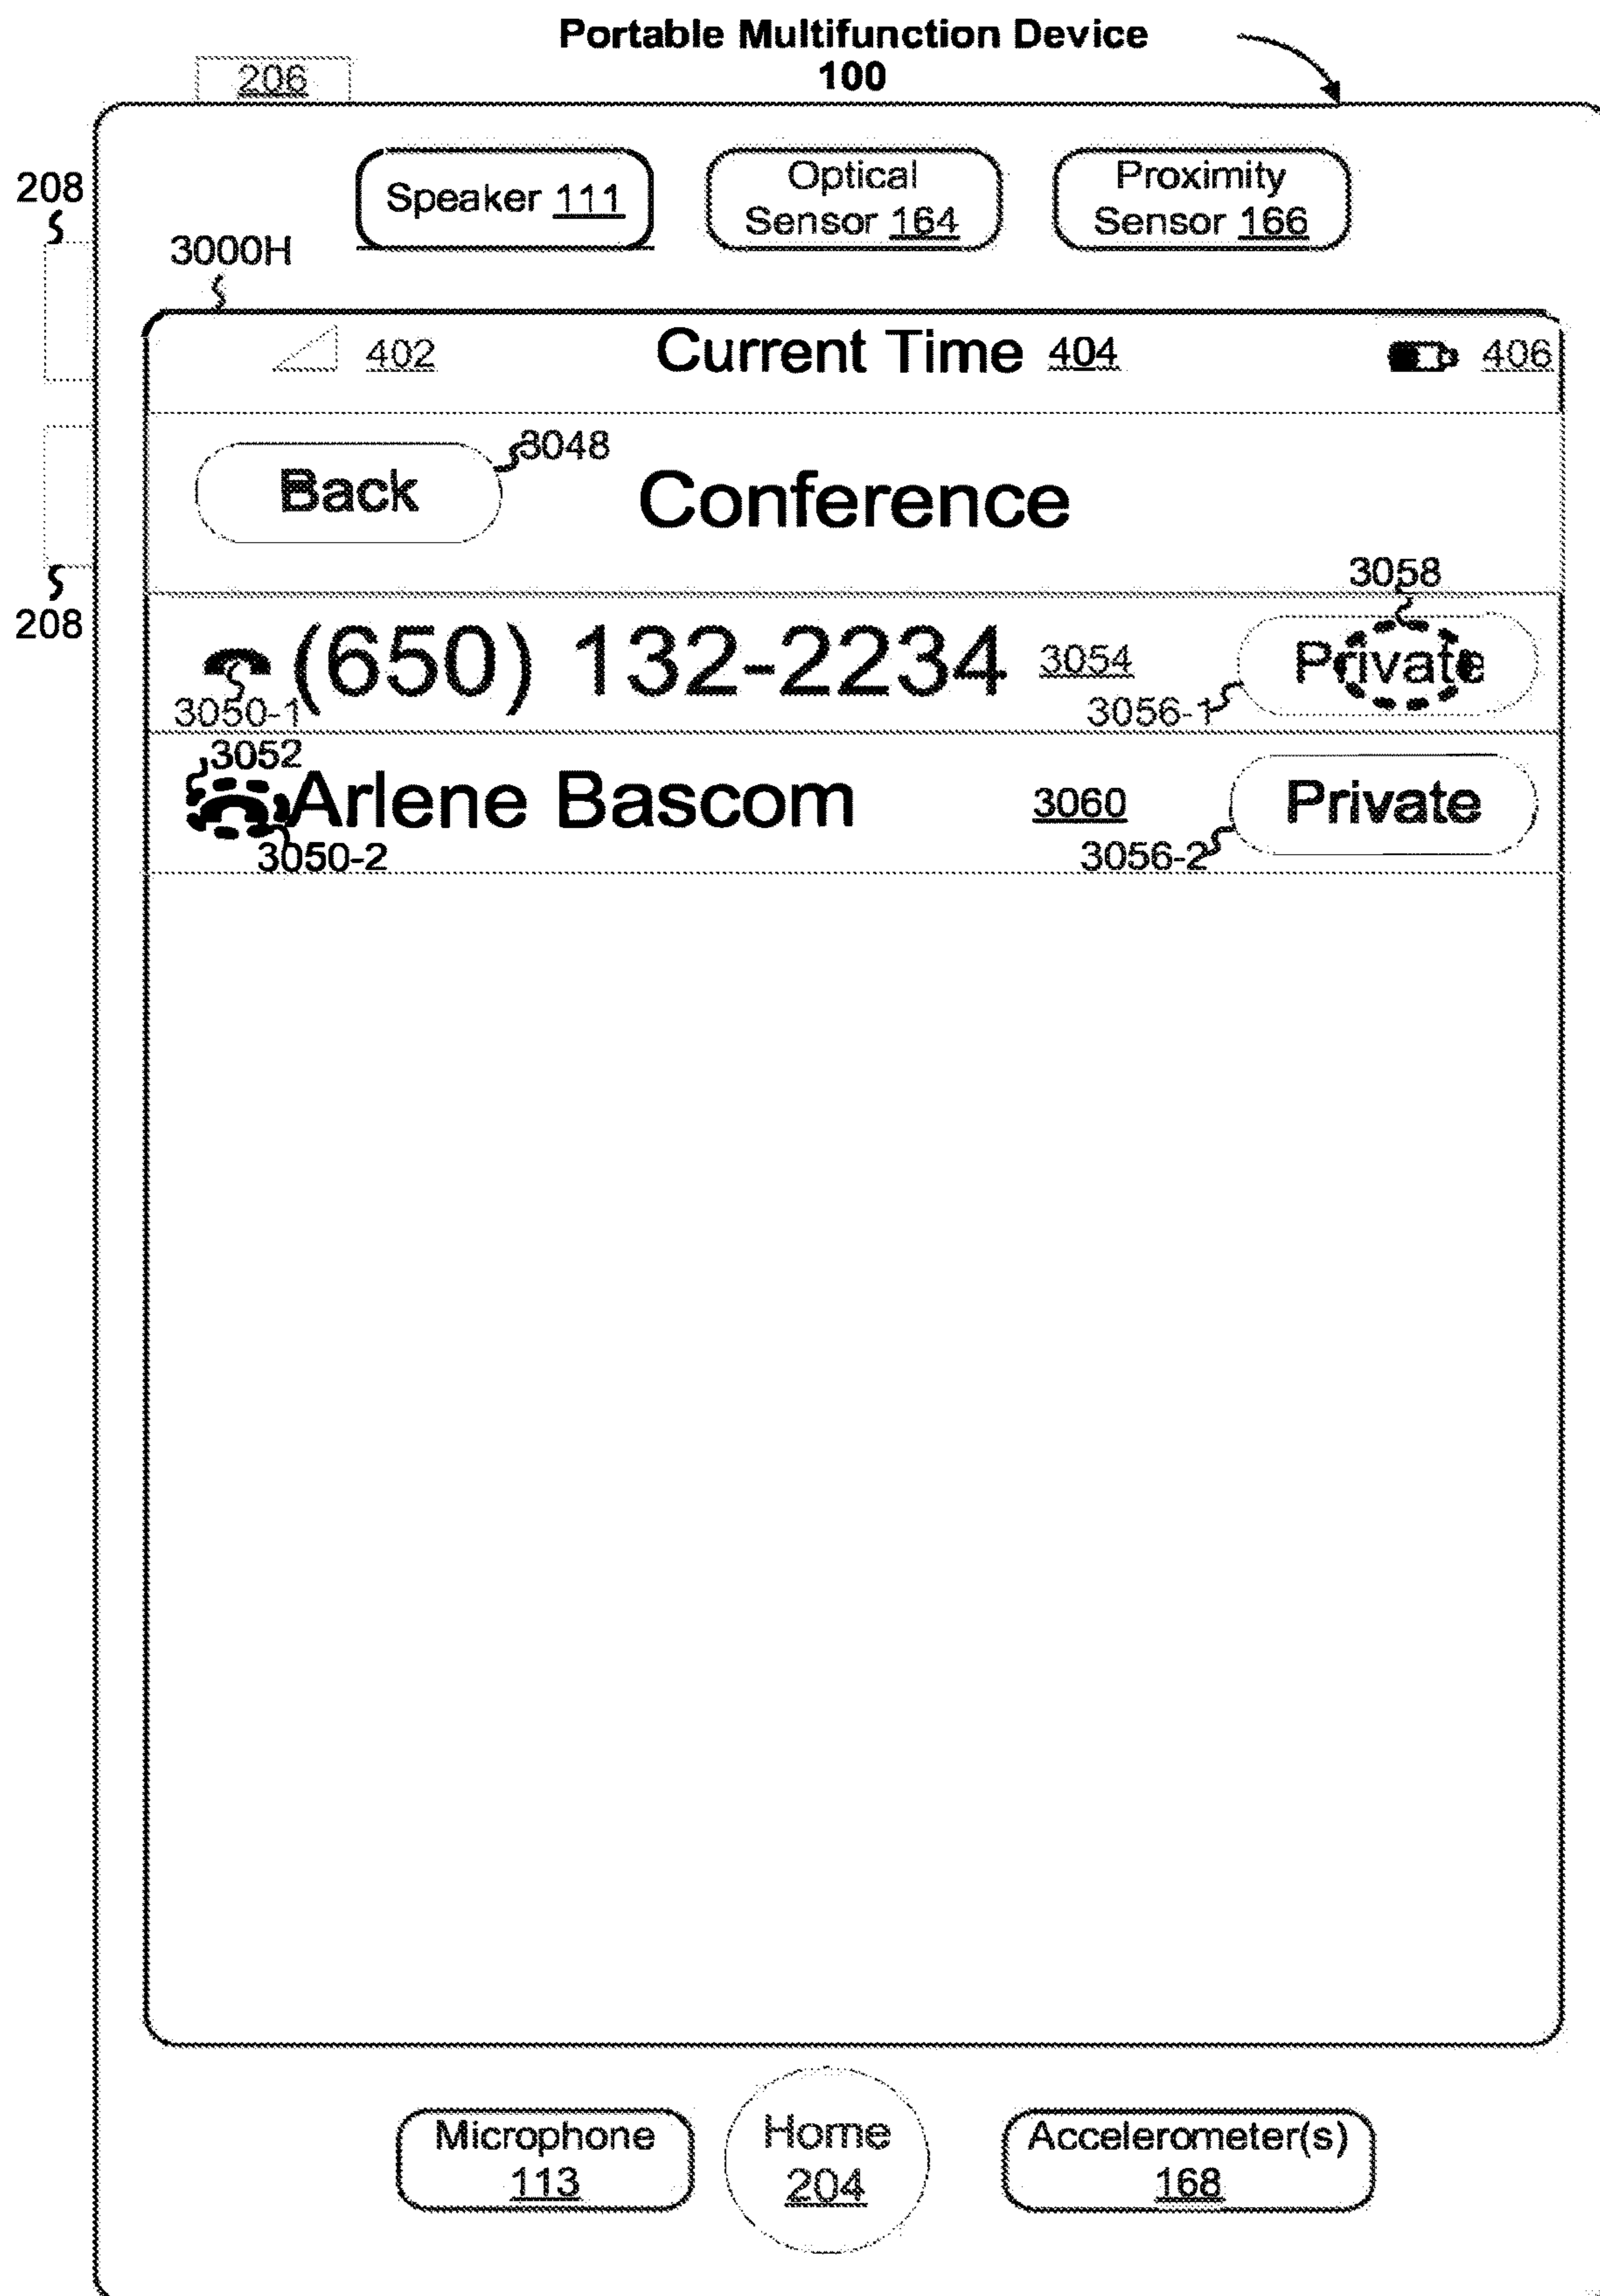 Portable Multifunction Device
100
206
208
Speaker 111
Optical
Sensor 164
Proximity
Sensor 166
3000H
402
Current Time 404
406
Back
3048
Conference
208
3058
(650) 132-2234
3054
Private
3050-1
3056-1
3052
Arlene Bascom
3060
Private
3050-2
3056-2
Microphone
113
Home
204
Accelerometer(s)
168